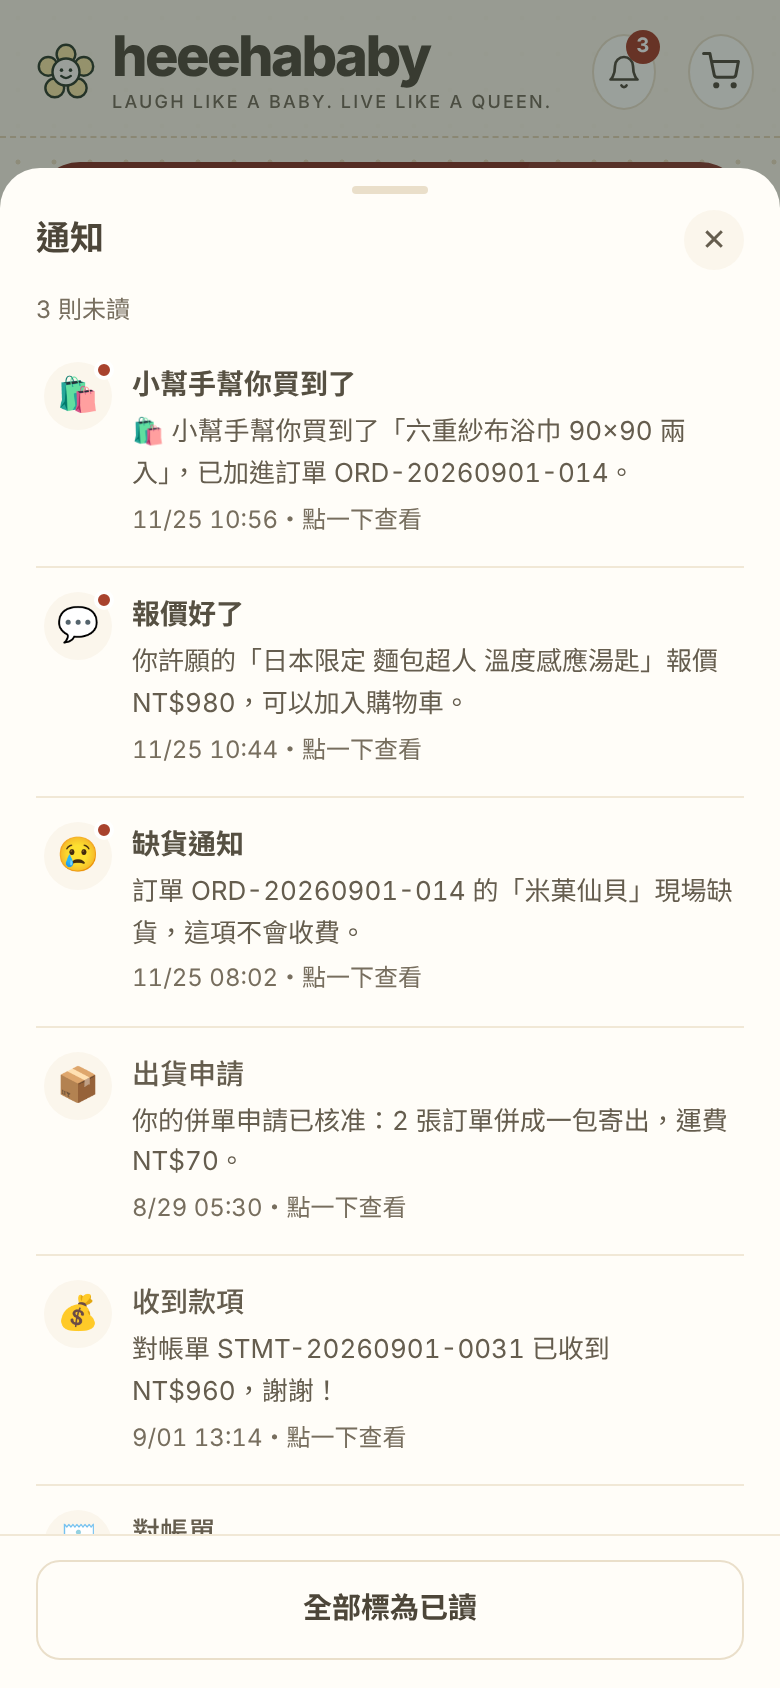 heeehababy
LAUGH LIKE A BABY. LIVE LIKE A QUEEN.
3
通知
3 則未讀
小幫手幫你買到了
🛍️ 小幫手幫你買到了「六重紗布浴巾 90×90 兩
入」，已加進訂單 ORD-20260901-014。
11/25 10:56・點一下查看
報價好了
你許願的「日本限定 麵包超人 溫度感應湯匙」報價
NT$980，可以加入購物車。
11/25 10:44・點一下查看
缺貨通知
訂單 ORD-20260901-014 的「米菓仙貝」現場缺
貨，這項不會收費。
11/25 08:02・點一下查看
出貨申請
你的併單申請已核准：2 張訂單併成一包寄出，運費
NT$70。
8/29 05:30・點一下查看
收到款項
對帳單 STMT-20260901-0031 已收到
NT$960，謝謝！
9/01 13:14・點一下查看
對帳單
全部標為已讀